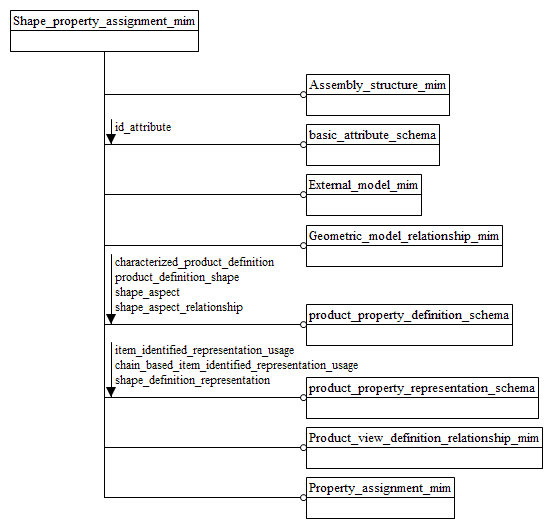 Shape_property_assignment_mim
Assembly_structure_mim
id_attribute
basic_attribute_schema
External_model_mim
Geometric_model_relationship_mim
characterized_product_definition
product_definition_shape
shape_aspect
shape_aspect_relationship
product_property_definition_schema
item_identified_representation_usage
chain_based_item_identified_representation_usage
shape_definition_representation
product_property_representation_schema
Product_view_definition_relationship_mim
Property_assignment_mim